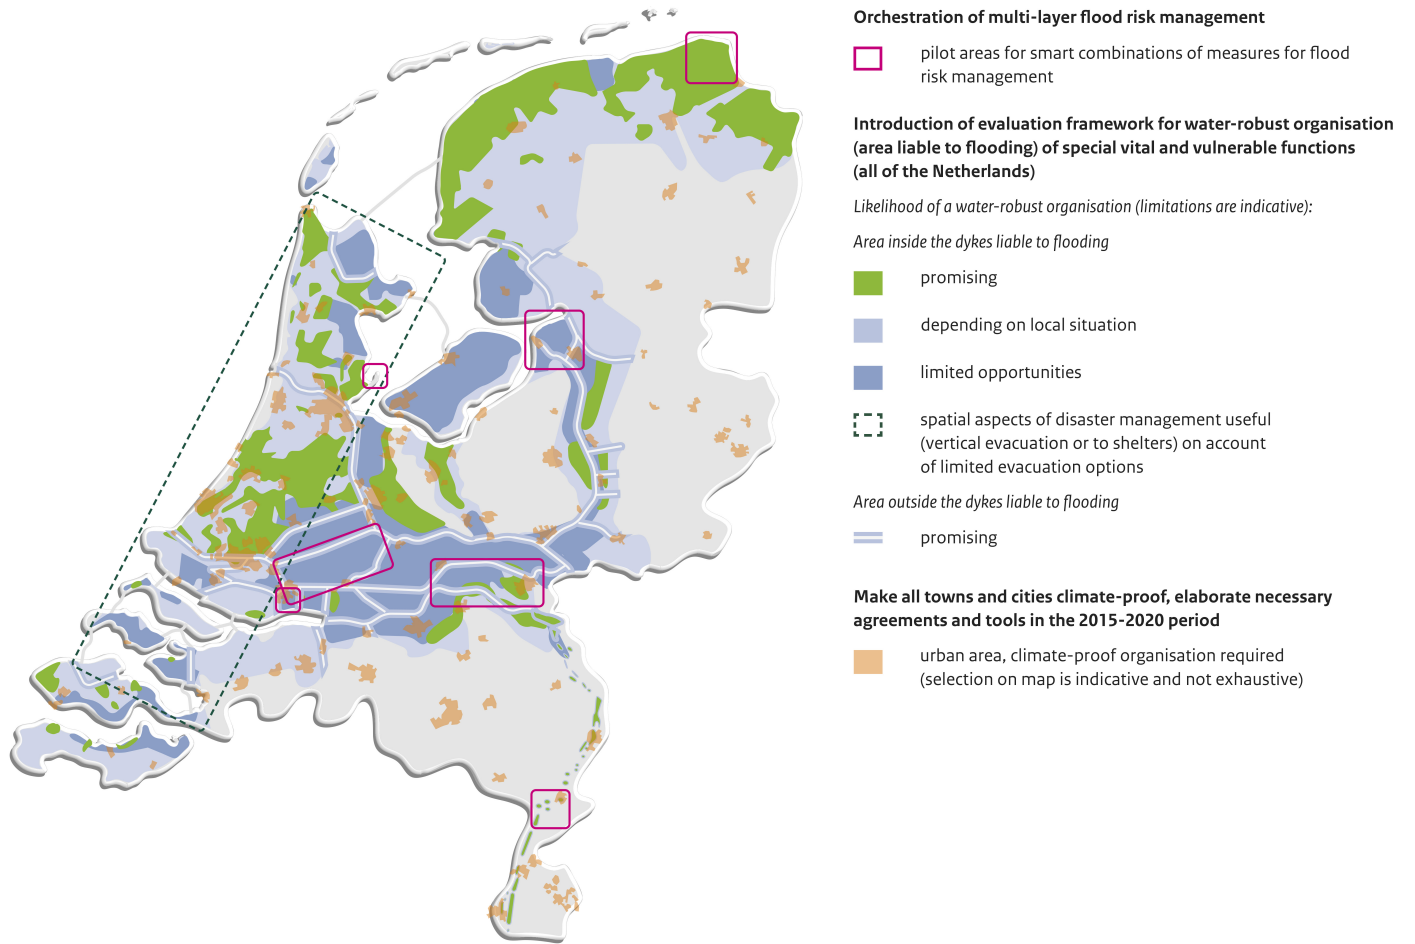 Orchestration of multi-layer flood risk management
pilot areas for smart combinations of measures for flood
risk management
Introduction of evaluation framework for water-robust organisation
(area liable to flooding) of special vital and vulnerable functions
(all of the Netherlands)
Likelihood of a water-robust organisation (limitations are indicative):
Area inside the dykes liable to flooding
promising
depending on local situation
limited opportunities
spatial aspects of disaster management useful
(vertical evacuation or to shelters) on account
of limited evacuation options
Area outside the dykes liable to flooding
promising
Make all towns and cities climate-proof, elaborate necessary
agreements and tools in the 2015-2020 period
urban area, climate-proof organisation required
(selection on map is indicative and not exhaustive)